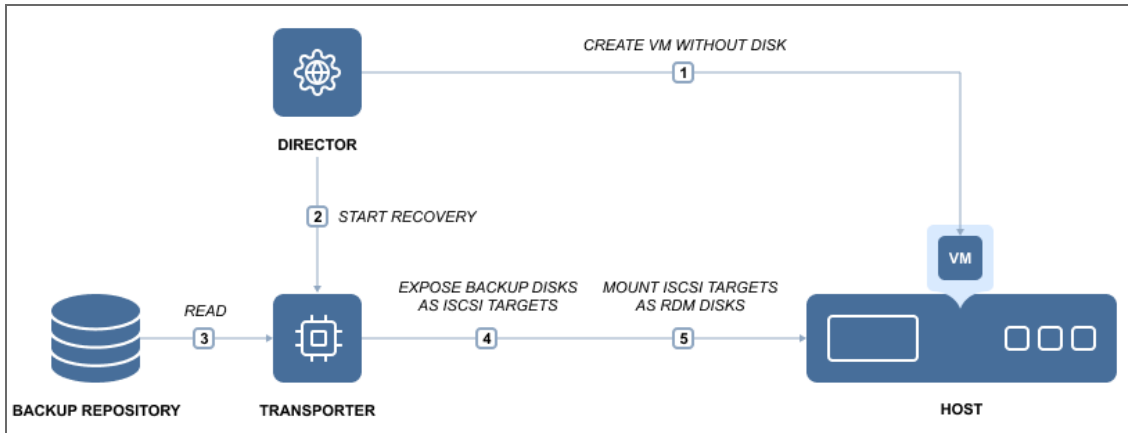 CREATE VM WITHOUT DISK
1
DIRECTOR
2 START RECOVERY
VM
EXPOSE BACKUP DISKS
AS ISCSI TARGETS
MOUNT ISCSI TARGETS
AS RDM DISKS
READ
3
4
5
BACKUP REPOSITORY
TRANSPORTER
HOST